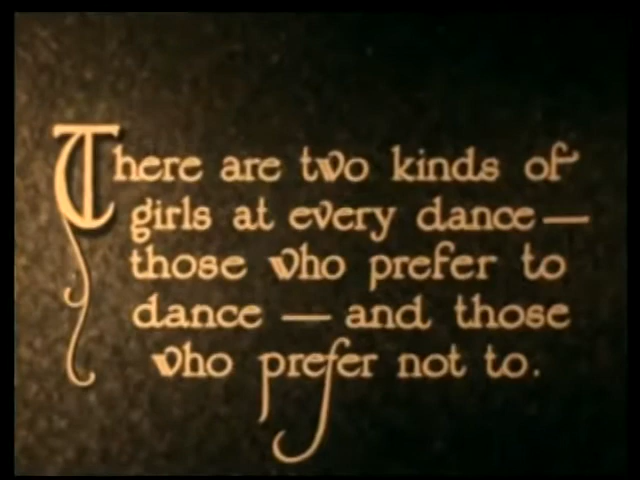 There are two kinds of
girls at every dance—
those who prefer to
dance — and those
who prefer not to.